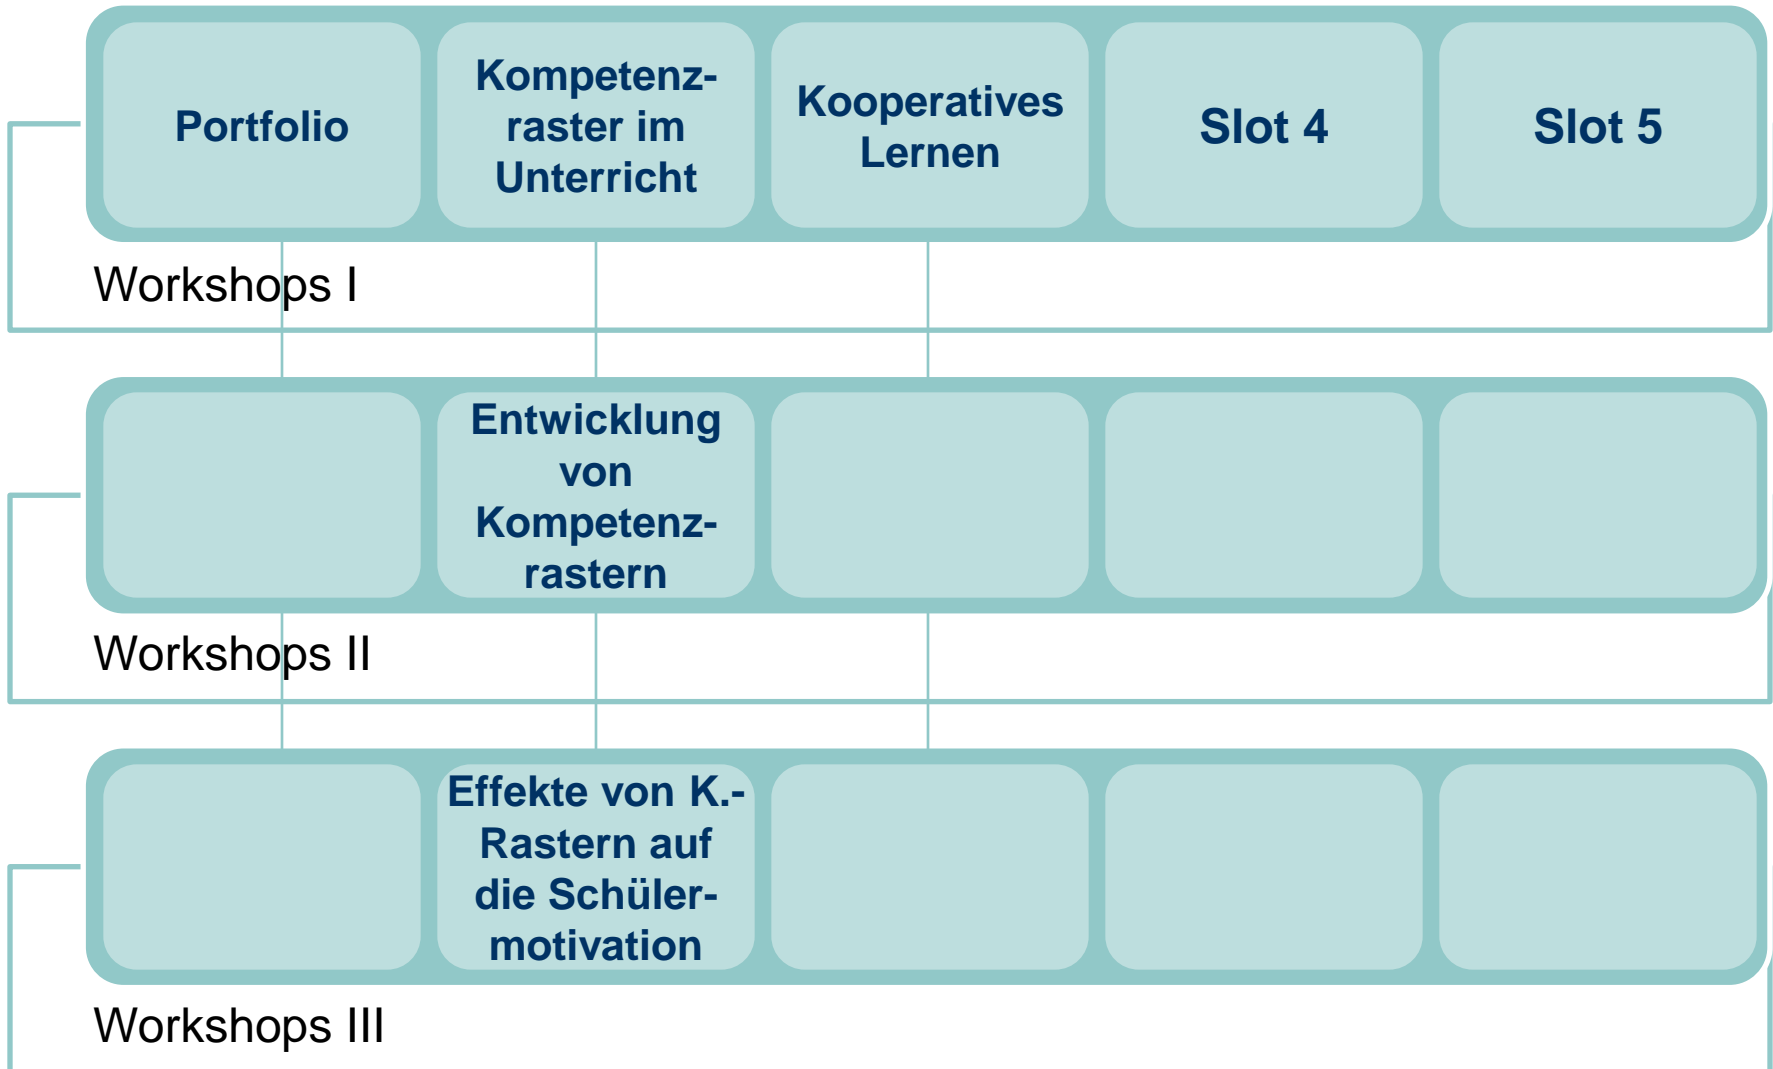 Portfolio
Kompetenz-
raster im
Unterricht
Kooperatives
Lernen
Slot 4
Slot 5
Workshops I
Entwicklung
von
Kompetenz-
rastern
Workshops II
Effekte von K.-
Rastern auf
die Schüler-
motivation
Workshops III